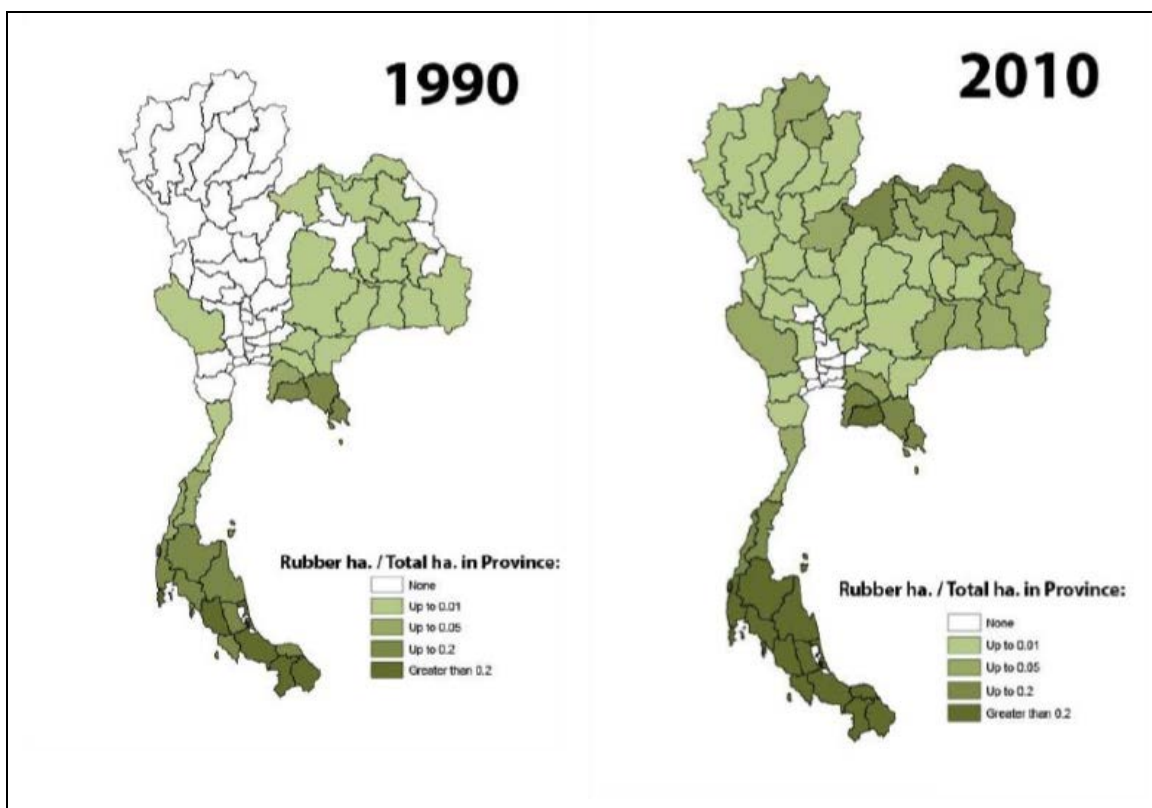 1990
Rubber ha. / Total ha. in Province:
None
Up to 0.01
Up to 0.05
Up to 0.2
Greater than 0.2
2010
Rubber ha. / Total ha. in Province:
None
Up to 0.01
Up to 0.05
Up to 0.2
Greater than 0.2